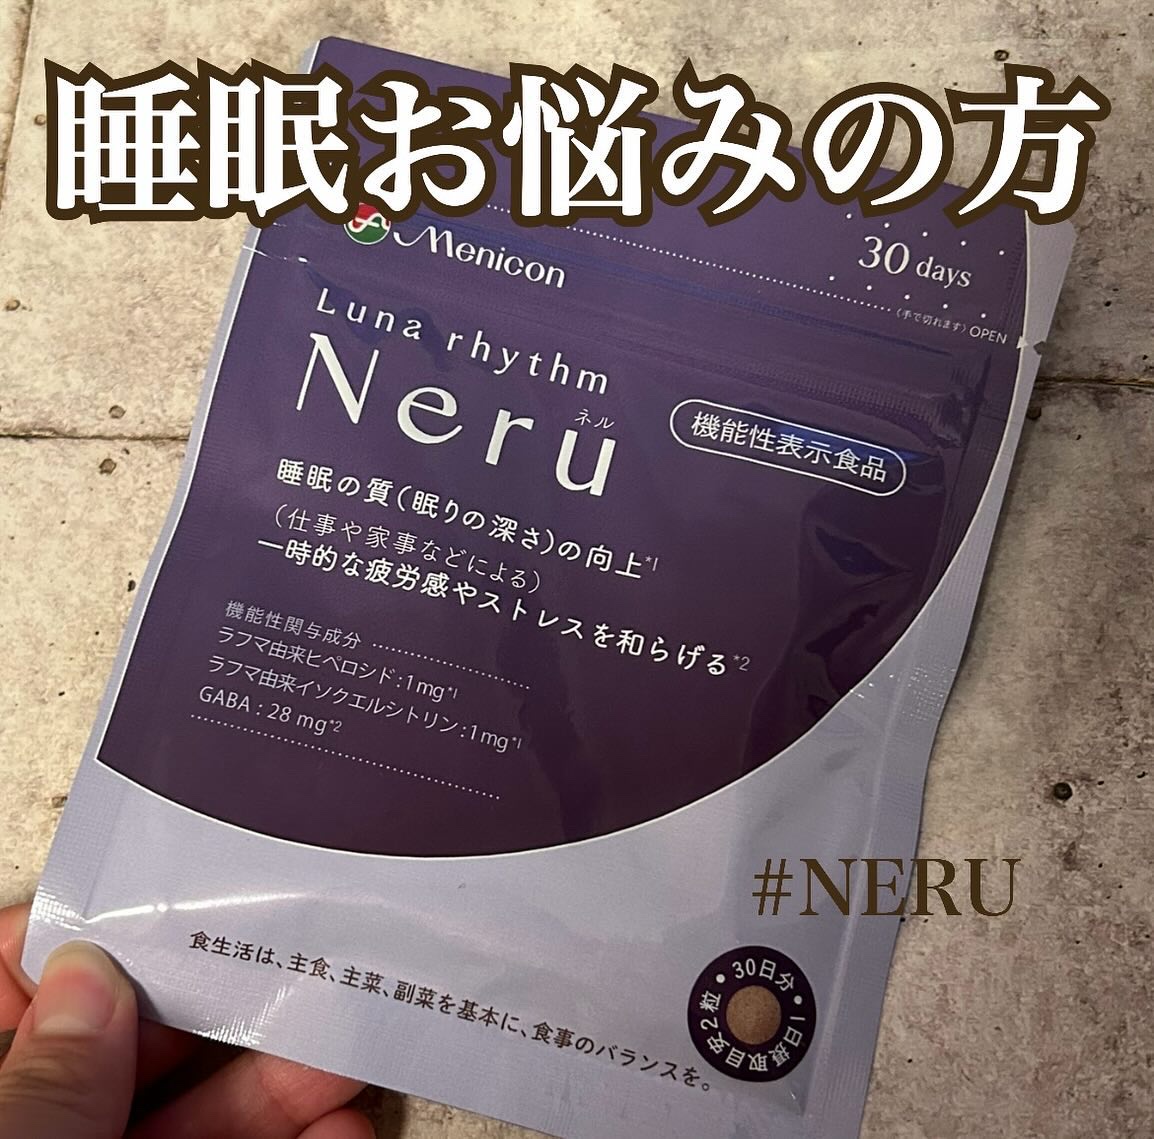 睡眠お悩みの方
Menicon
30 days
(手で切れます) OPEN
Luna rhythm
Neru
ネル
機能性表示食品
睡眠の質(眠りの深さ)の向上*1
(仕事や家事などによる)
一時的な疲労感やストレスを和らげる*2
機能性関与成分
ラフマ由来ヒペロシド:1mg*1
ラフマ由来イソクエルシトリン:1mg*1
GABA:28mg*2
#NERU
食生活は、主食、主菜、副菜を基本に、食事のバランスを。
30日分・1日摂取目安2粒・